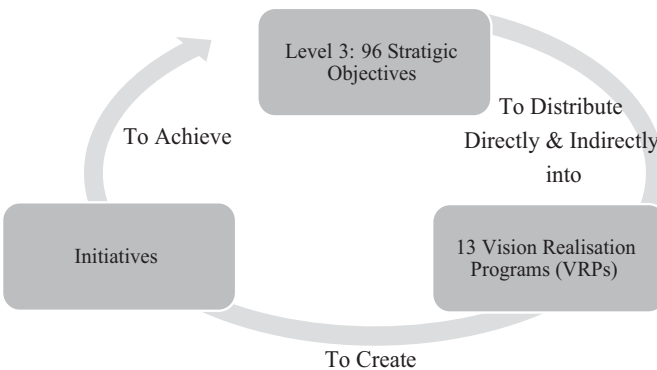 Level 3: 96 Stratigic
Objectives
To Distribute
Directly & Indirectly
into
13 Vision Realisation
Programs (VRPs)
To Create
Initiatives
To Achieve